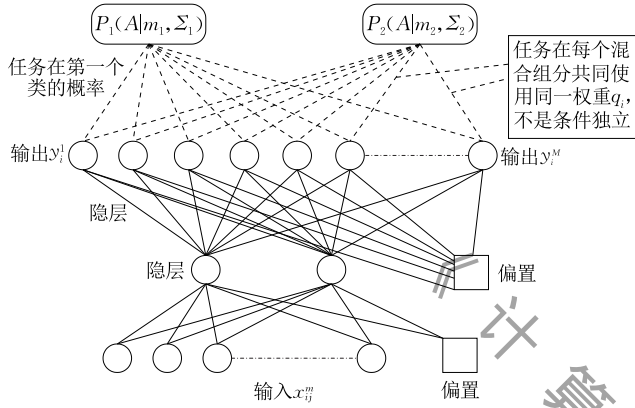 P₁(A|m₁,Σ₁)
P₂(A|m₂,Σ₂)
任务在第一个
类的概率
任务在每个混
合组分共同使
用同一权重qᵢ,
不是条件独立
输出yᵢ¹
输出yᵢᴹ
隐层
隐层
偏置
输入xᵢⱼᵐ
偏置
《计算